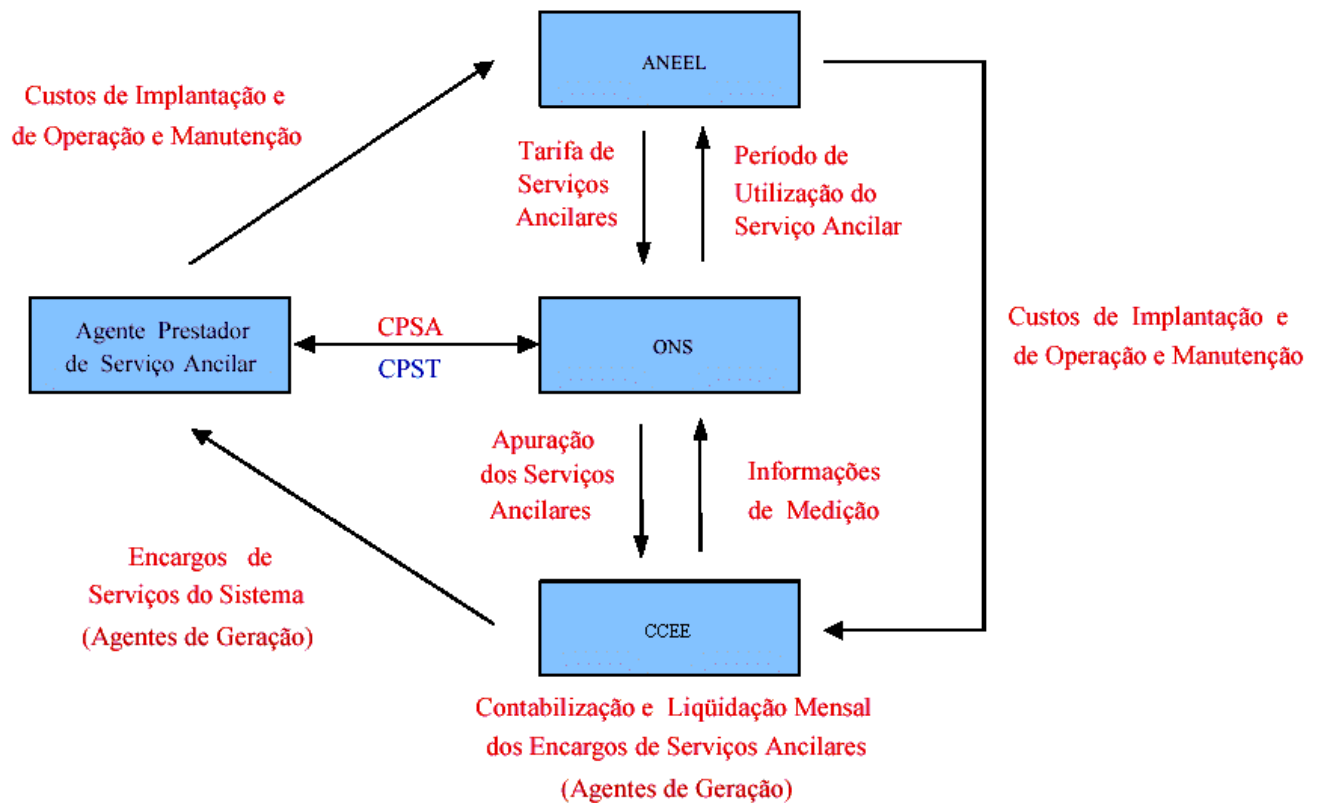 ANEEL
Custos de Implantação e
de Operação e Manutenção
Tarifa de
Serviços
Ancilares
Período de
Utilização do
Serviço Ancilar
Agente Prestador
de Serviço Ancilar
CPSA
CPST
ONS
Custos de Implantação e
de Operação e Manutenção
Apuração
dos Serviços
Ancilares
Informações
de Medição
Encargos de
Serviços do Sistema
(Agentes de Geração)
CCEE
Contabilização e Liqüidação Mensal
dos Encargos de Serviços Ancilares
(Agentes de Geração)